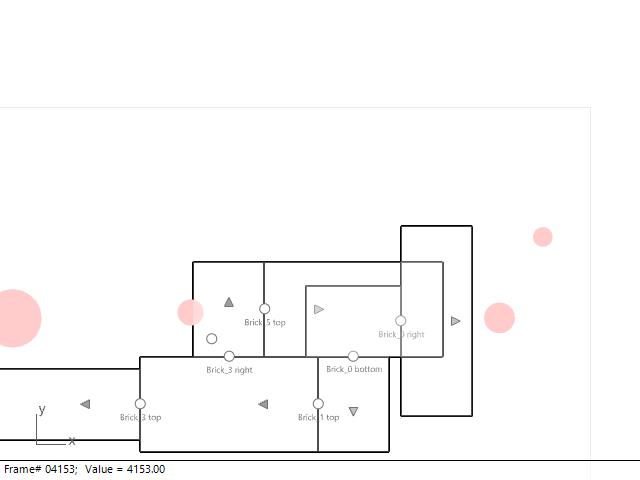 Brick_5 top
Brick_0 right
Brick_3 right
Brick_0 bottom
y
Brick_3 top
Brick_1 top
x
Frame# 04153; Value = 4153.00